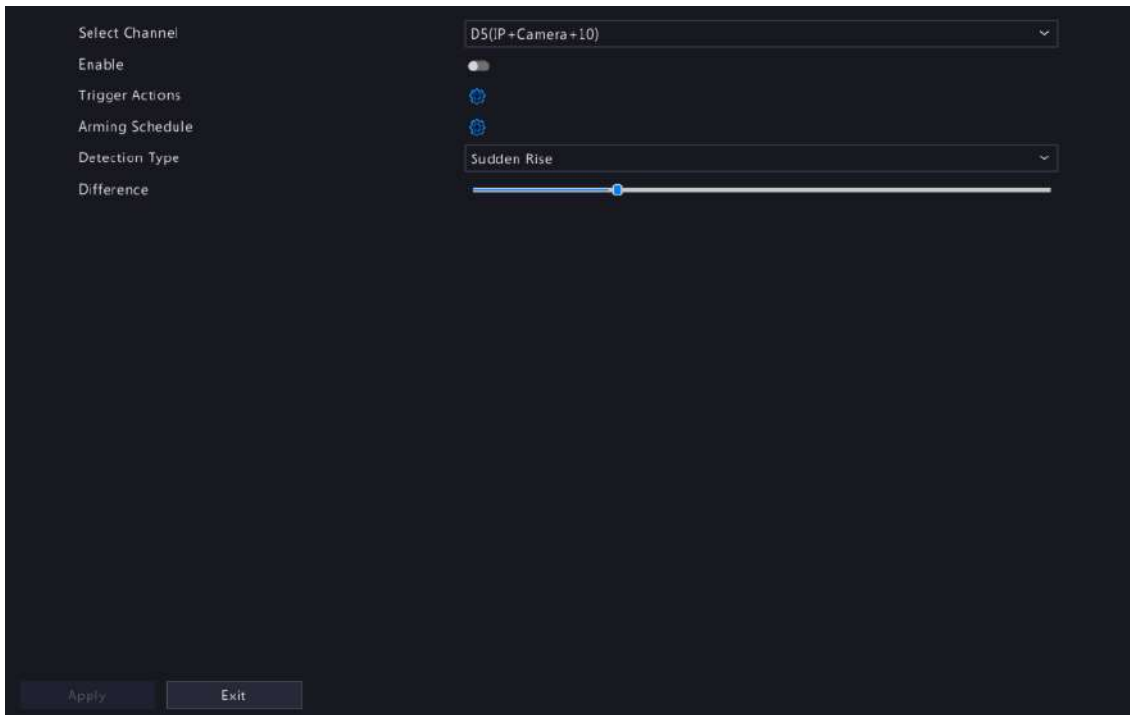 Select Channel D5(IP+Camera+10)
Enable
Trigger Actions
Arming Schedule
Detection Type Sudden Rise
Difference
Apply Exit